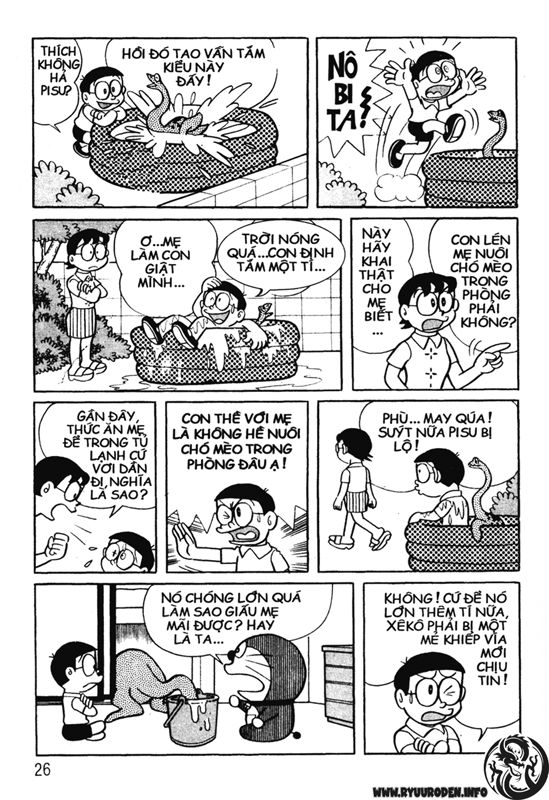 THÍCH
KHÔNG
HẢ
PISU?
HỒI ĐÓ TAO VẪN TẮM
KIỂU NÀY
ĐẤY!
NÔ
BI
TA!
Ơ...MẸ
LÀM CON
GIẬT
MÌNH...
TRỜI NÓNG
QUÁ...CON ĐỊNH
TẮM MỘT TÍ...
NÀY
HÃY
KHAI
THẬT
CHO
MẸ
BIẾT
...
CON LÉN
MẸ NUÔI
CHÓ MÈO
TRONG
PHÒNG
PHẢI
KHÔNG?
GẦN ĐÂY,
THỨC ĂN MẸ
ĐỂ TRONG TỦ
LẠNH CỨ
VƠI DẦN
ĐI, NGHĨA
LÀ SAO?
CON THỀ VỚI MẸ
LÀ KHÔNG HỀ NUÔI
CHÓ MÈO TRONG
PHÒNG ĐÂU Ạ!
PHÙ... MAY QÚA!
SUÝT NỮA PISU BỊ
LỘ!
NÓ CHÓNG LỚN QUÁ
LÀM SAO GIẤU MẸ
MÃI ĐƯỢC? HAY
LÀ TA...
KHÔNG! CỨ ĐỂ NÓ
LỚN THÊM TÍ NỮA,
XÊKÔ PHẢI BỊ MỘT
MẺ KHIẾP VÍA
MỚI
CHỊU
TIN!
26
WWW.RYUURODEN.INFO